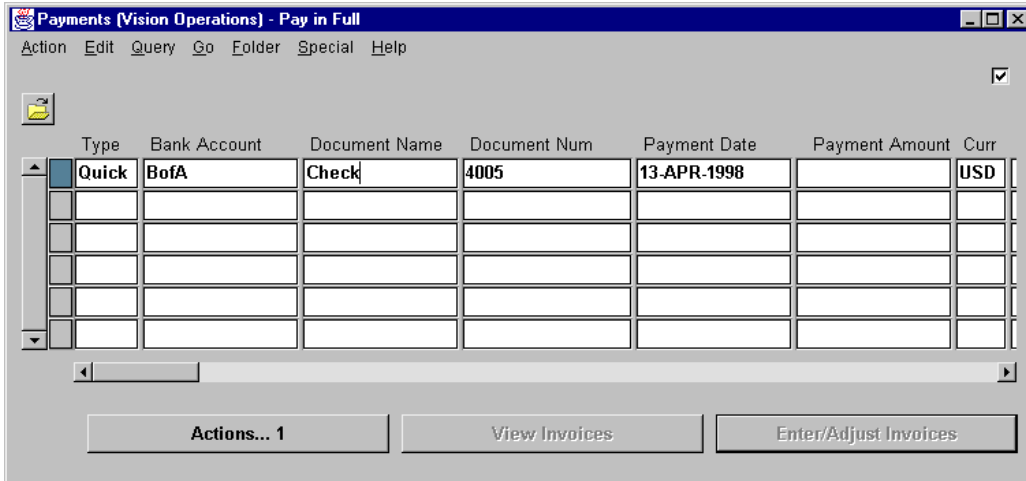 Payments (Vision Operations) - Pay in Full
Action Edit Query Go Folder Special Help
Type Bank Account Document Name Document Num Payment Date Payment Amount Curr
Quick BofA Check 4005 13-APR-1998 USD
Actions... 1 View Invoices Enter/Adjust Invoices